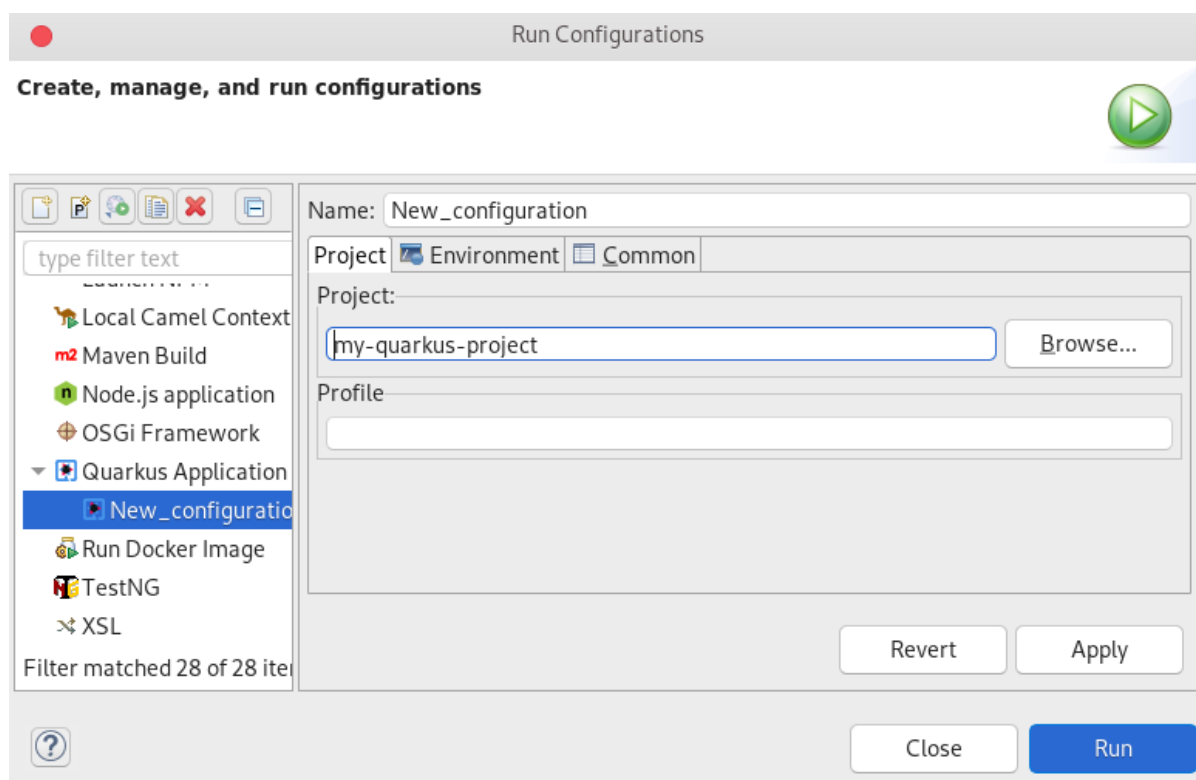 Run Configurations
Create, manage, and run configurations
P
Name: New_configuration
type filter text
Project Environment Common
Project:
Local Camel Context
my-quarkus-project
Browse...
m2 Maven Build
Profile
n Node.js application
OSGi Framework
Quarkus Application
New_configuratio
Run Docker Image
TestNG
XSL
Revert
Apply
Filter matched 28 of 28 ite
?
Close
Run